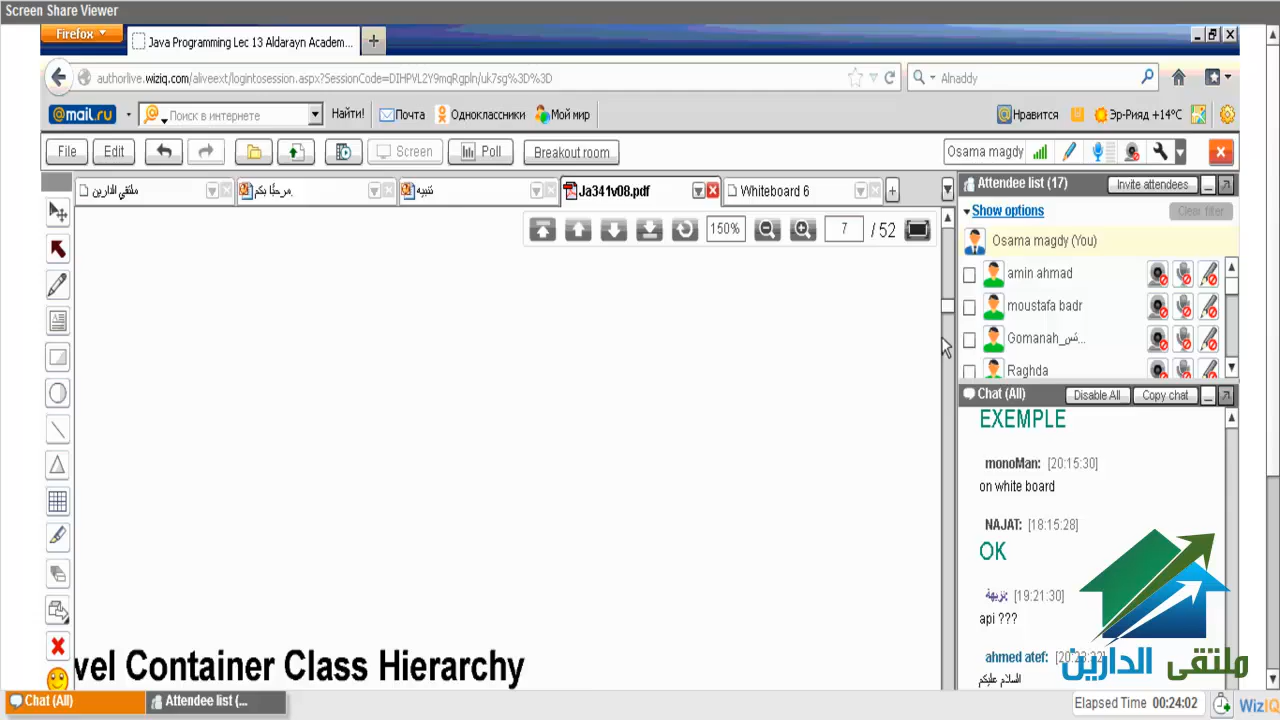 Screen Share Viewer
Firefox
Java Programming Lec 13 Aldarayn Academ...
authorlive.wiziq.com/aliveext/logintosession.aspx?SessionCode=DIHPVL2Y9mqRgpln/uk7sg%3D%3D
Alnaddy
@mail.ru
Поиск в интернете
Найти!
Почта
Одноклассники
Мой мир
Нравится
Эр-Рияд +14°C
File
Edit
Screen
Poll
Breakout room
Osama magdy
ملتقي الدارين
مرحبًا بكم.
تنبيه
Ja341v08.pdf
Whiteboard 6
150%
7 / 52
Attendee list (17)
Invite attendees
Show options
Clear filter
Osama magdy (You)
amin ahmad
moustafa badr
Gomanah_...
Raghda
Chat (All)
Disable All
Copy chat
EXEMPLE
monoMan: [20:15:30]
on white board
NAJAT: [18:15:28]
OK
نزيهة: [19:21:30]
api ???
ahmed atef:
السلام عليكم
ملتقى الدارين
vel Container Class Hierarchy
Chat (All)
Attendee list (...
Elapsed Time 00:24:02
WizIQ